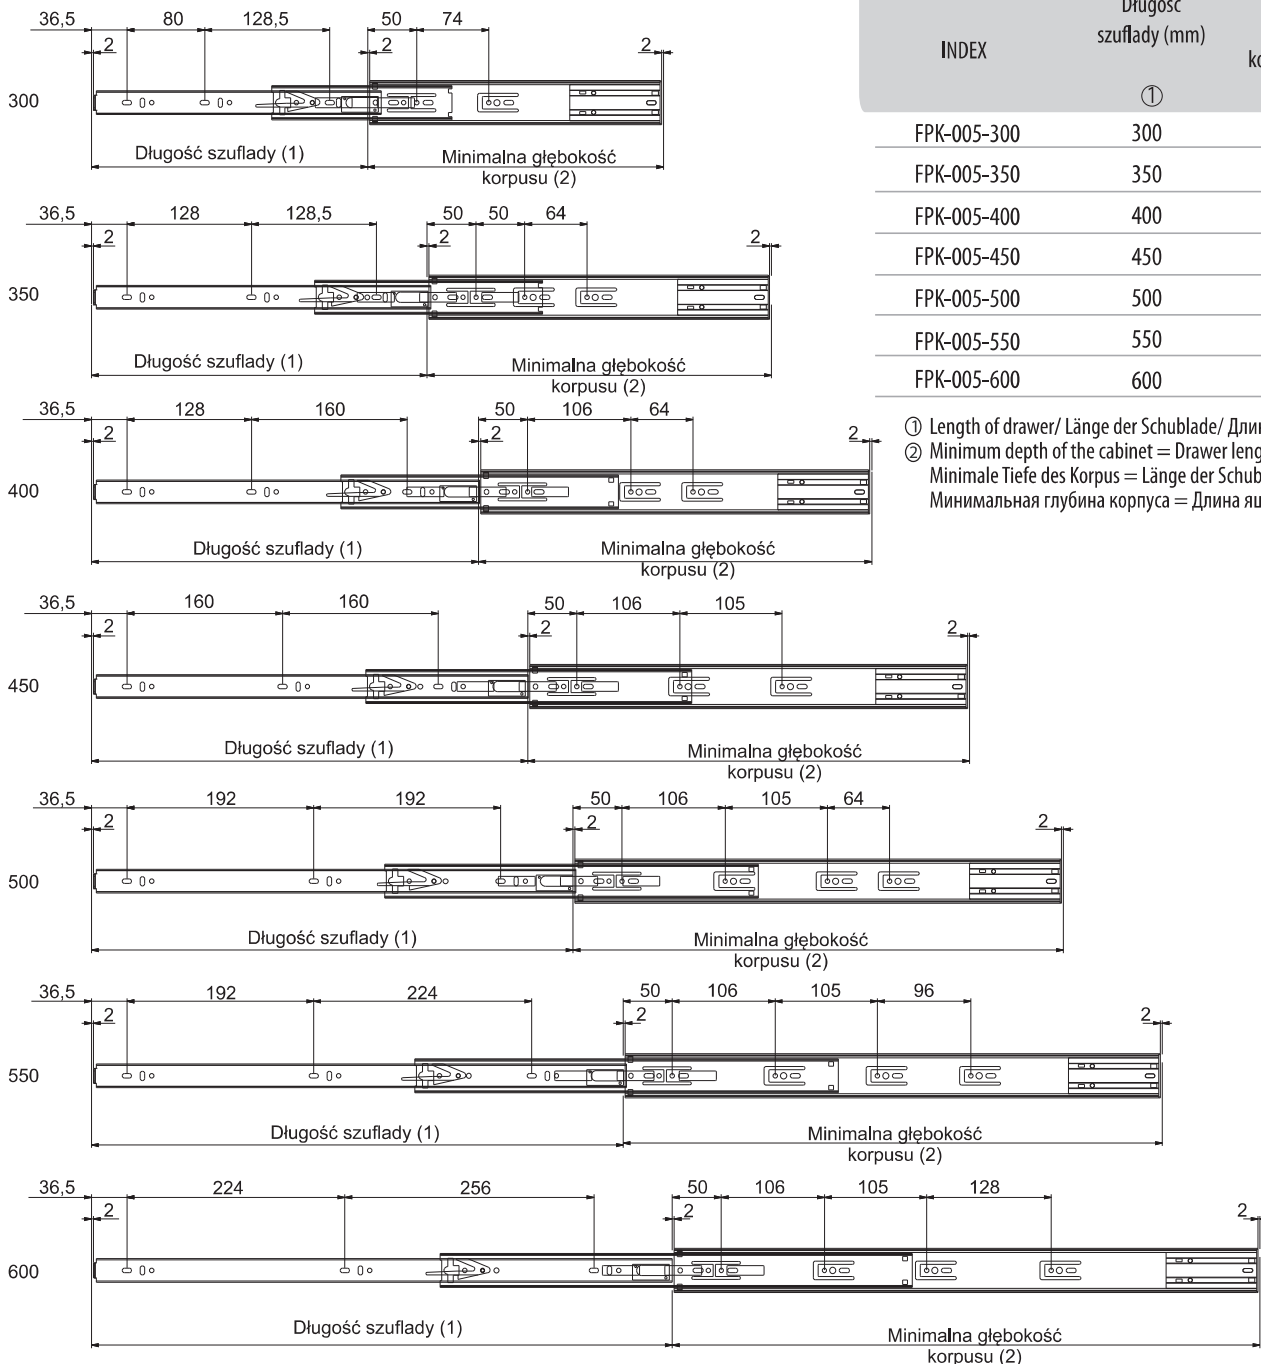 36,5 80 128,5 50 74
2 2 2
300
Długość szuflady (1) Minimalna głębokość
korpusu (2)
36,5 128 128,5 50 50 64
2 2 2
350
Długość szuflady (1) Minimalna głębokość
korpusu (2)
36,5 128 160 50 106 64
2 2 2
400
Długość szuflady (1) Minimalna głębokość
korpusu (2)
36,5 160 160 50 106 105
2 2 2
450
Długość szuflady (1) Minimalna głębokość
korpusu (2)
36,5 192 192 50 106 105 64
2 2 2
500
Długość szuflady (1) Minimalna głębokość
korpusu (2)
36,5 192 224 50 106 105 96
2 2 2
550
Długość szuflady (1) Minimalna głębokość
korpusu (2)
36,5 224 256 50 106 105 128
2 2 2
600
Długość szuflady (1) Minimalna głębokość
korpusu (2)
Długość
szuflady (mm)
INDEX
①
FPK-005-300 300
FPK-005-350 350
FPK-005-400 400
FPK-005-450 450
FPK-005-500 500
FPK-005-550 550
FPK-005-600 600
① Length of drawer/ Länge der Schublade/
② Minimum depth of the cabinet = Drawer
Minimale Tiefe des Korpus = Länge der
Минимальная глубина корпуса = Длина